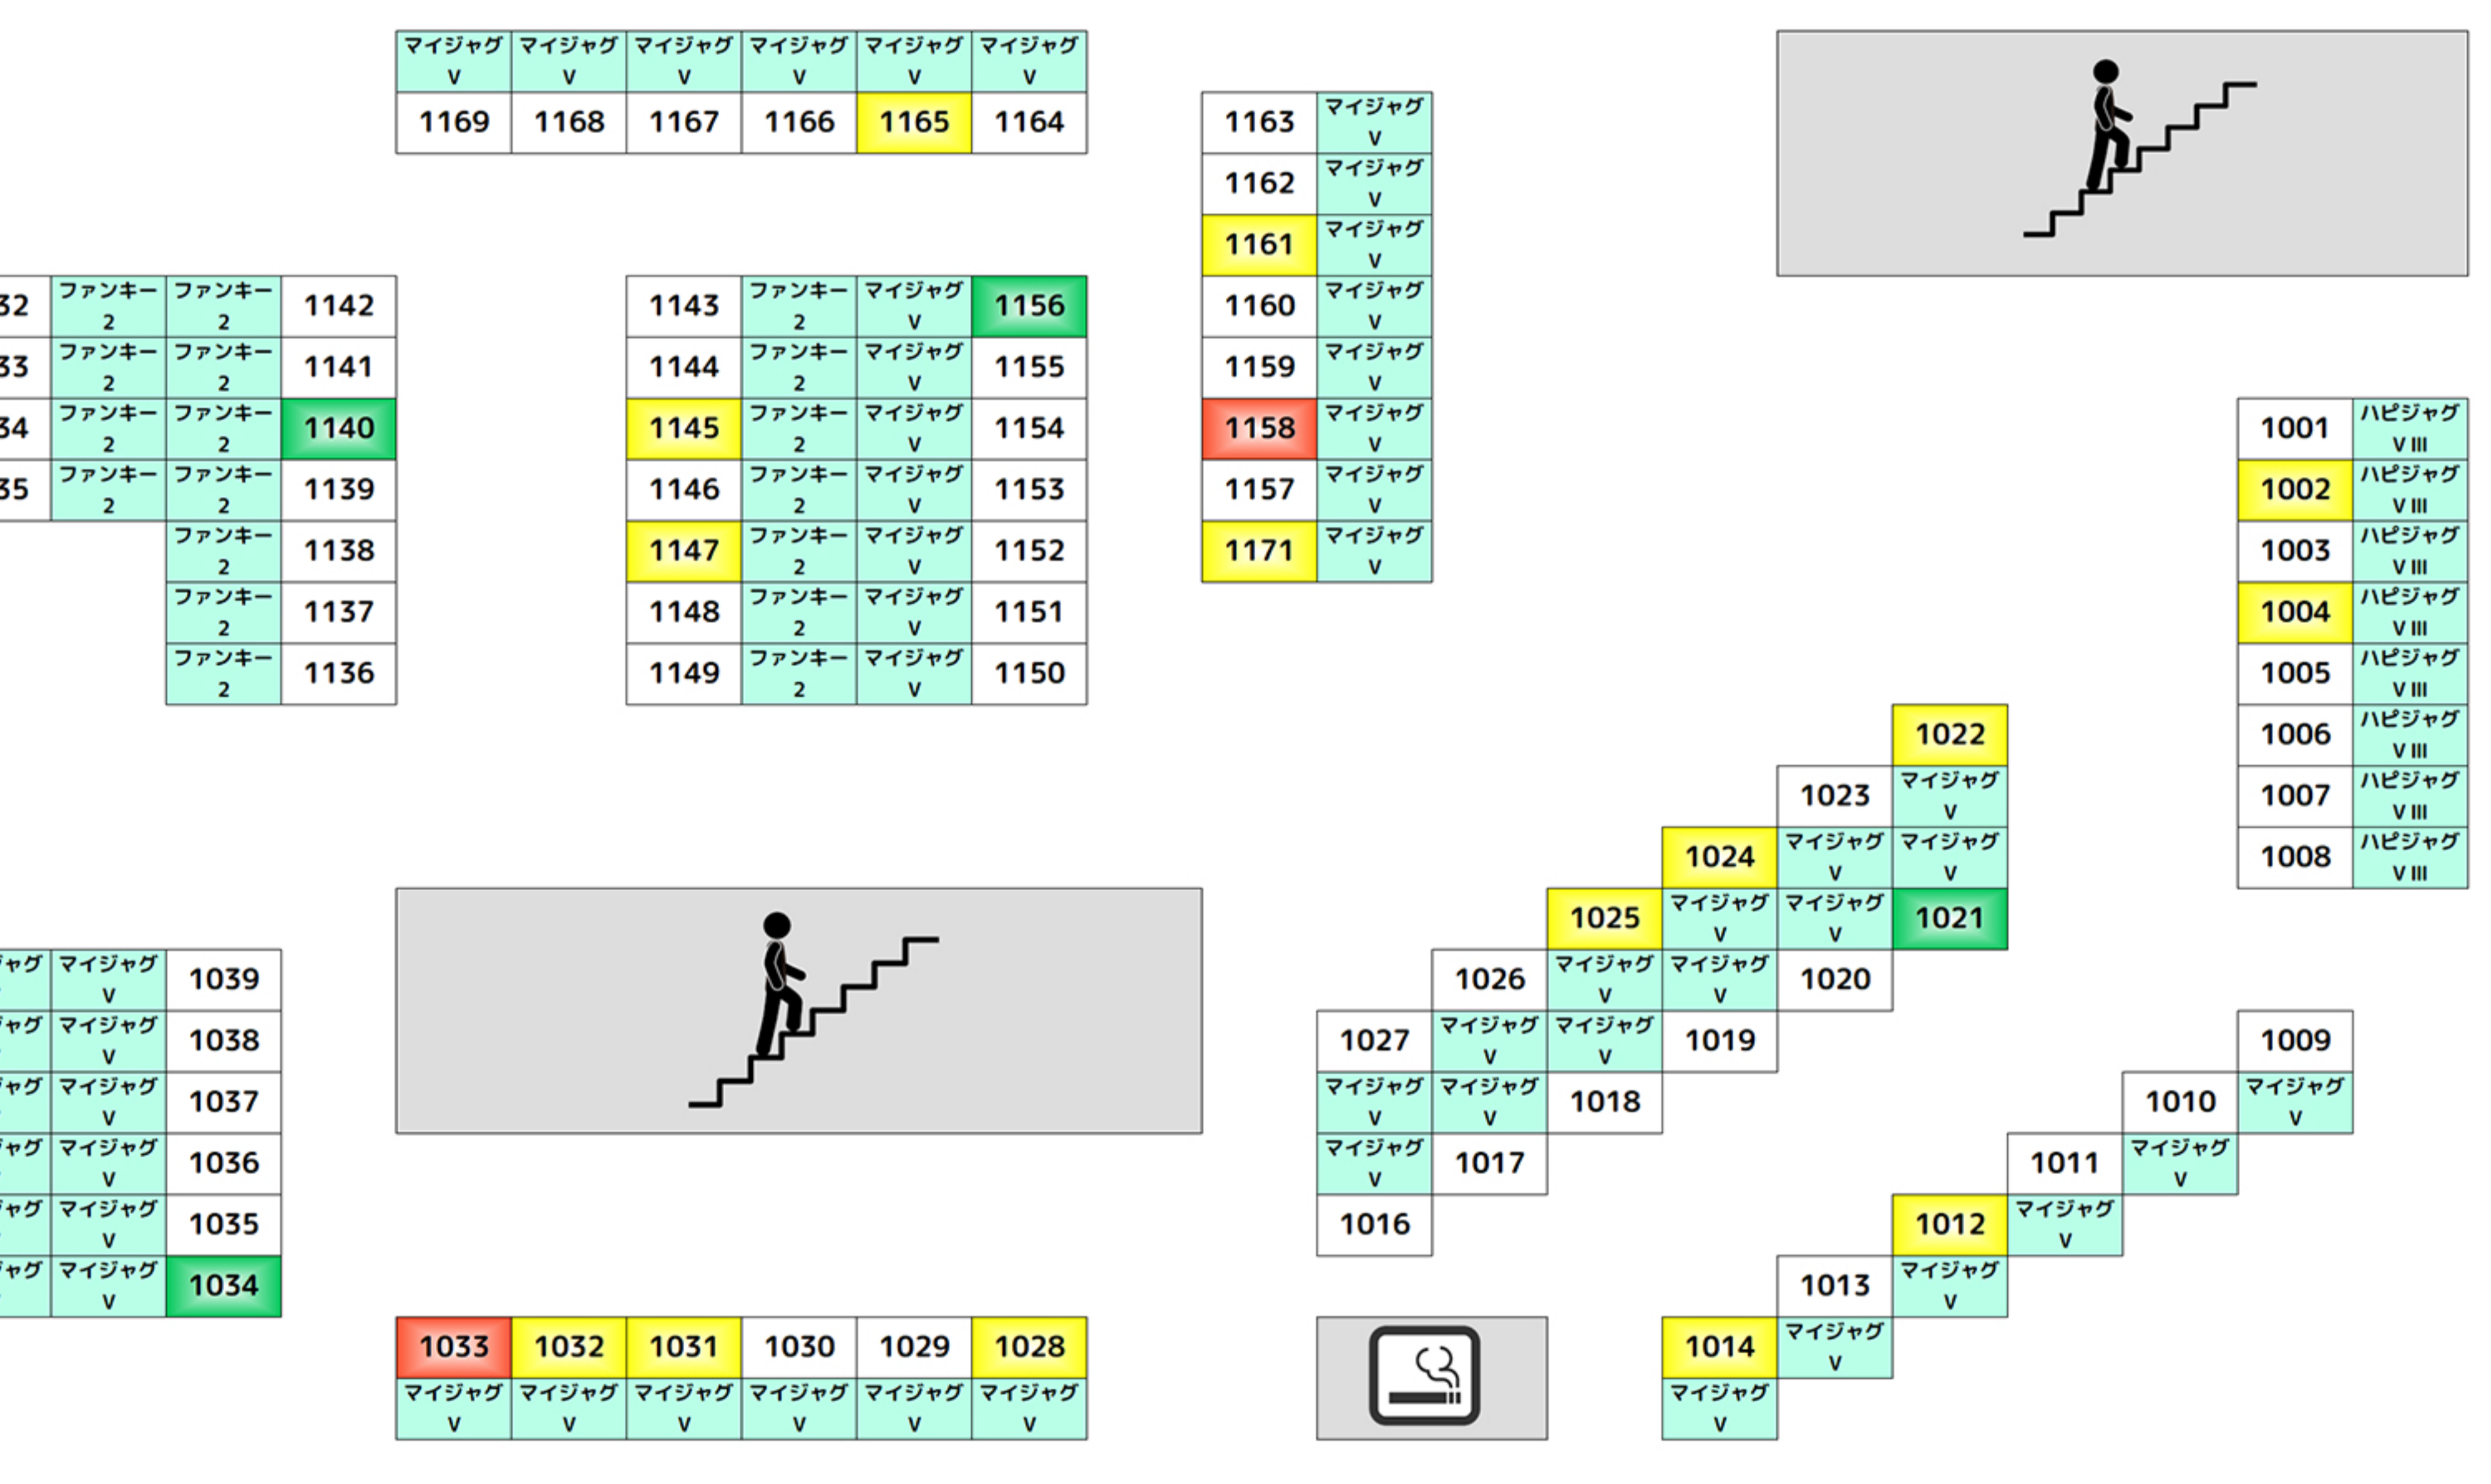 マイジャグ マイジャグ マイジャグ マイジャグ マイジャグ マイジャグ
V V V V V V
1169 1168 1167 1166 1165 1164
1163 マイジャグ V
1162 マイジャグ V
1161 マイジャグ V
1160 マイジャグ V
1159 マイジャグ V
1158 マイジャグ V
1157 マイジャグ V
1171 マイジャグ V
32 ファンキー 2 ファンキー 2 1142
33 ファンキー 2 ファンキー 2 1141
34 ファンキー 2 ファンキー 2 1140
35 ファンキー 2 ファンキー 2 1139
ファンキー 2 1138
ファンキー 2 1137
ファンキー 2 1136
1143 ファンキー 2 マイジャグ V 1156
1144 ファンキー 2 マイジャグ V 1155
1145 ファンキー 2 マイジャグ V 1154
1146 ファンキー 2 マイジャグ V 1153
1147 ファンキー 2 マイジャグ V 1152
1148 ファンキー 2 マイジャグ V 1151
1149 ファンキー 2 マイジャグ V 1150
1001 ハピジャグ V III
1002 ハピジャグ V III
1003 ハピジャグ V III
1004 ハピジャグ V III
1005 ハピジャグ V III
1006 ハピジャグ V III
1007 ハピジャグ V III
1008 ハピジャグ V III
1022
1023 マイジャグ V
1024 マイジャグ V マイジャグ V
1025 マイジャグ V マイジャグ V 1021
1026 マイジャグ V マイジャグ V 1020
1027 マイジャグ V マイジャグ V 1019
マイジャグ V マイジャグ V 1018
マイジャグ V 1017
1016
1009
1010 マイジャグ V
1011 マイジャグ V
1012 マイジャグ V
1013 マイジャグ V
1014 マイジャグ V
マイジャグ V
ャグ マイジャグ V 1039
ャグ マイジャグ V 1038
ャグ マイジャグ V 1037
ャグ マイジャグ V 1036
ャグ マイジャグ V 1035
ャグ マイジャグ V 1034
1033 1032 1031 1030 1029 1028
マイジャグ マイジャグ マイジャグ マイジャグ マイジャグ マイジャグ
V V V V V V